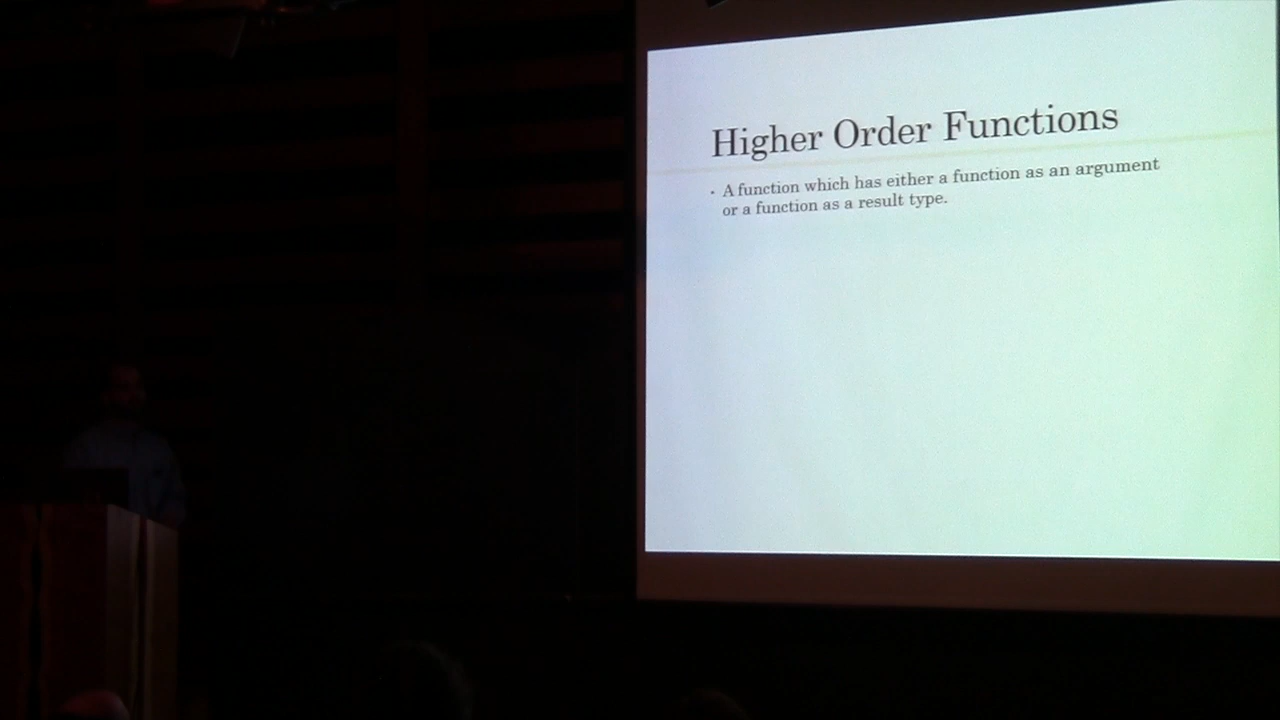 Higher Order Functions
· A function which has either a function as an argument
or a function as a result type.